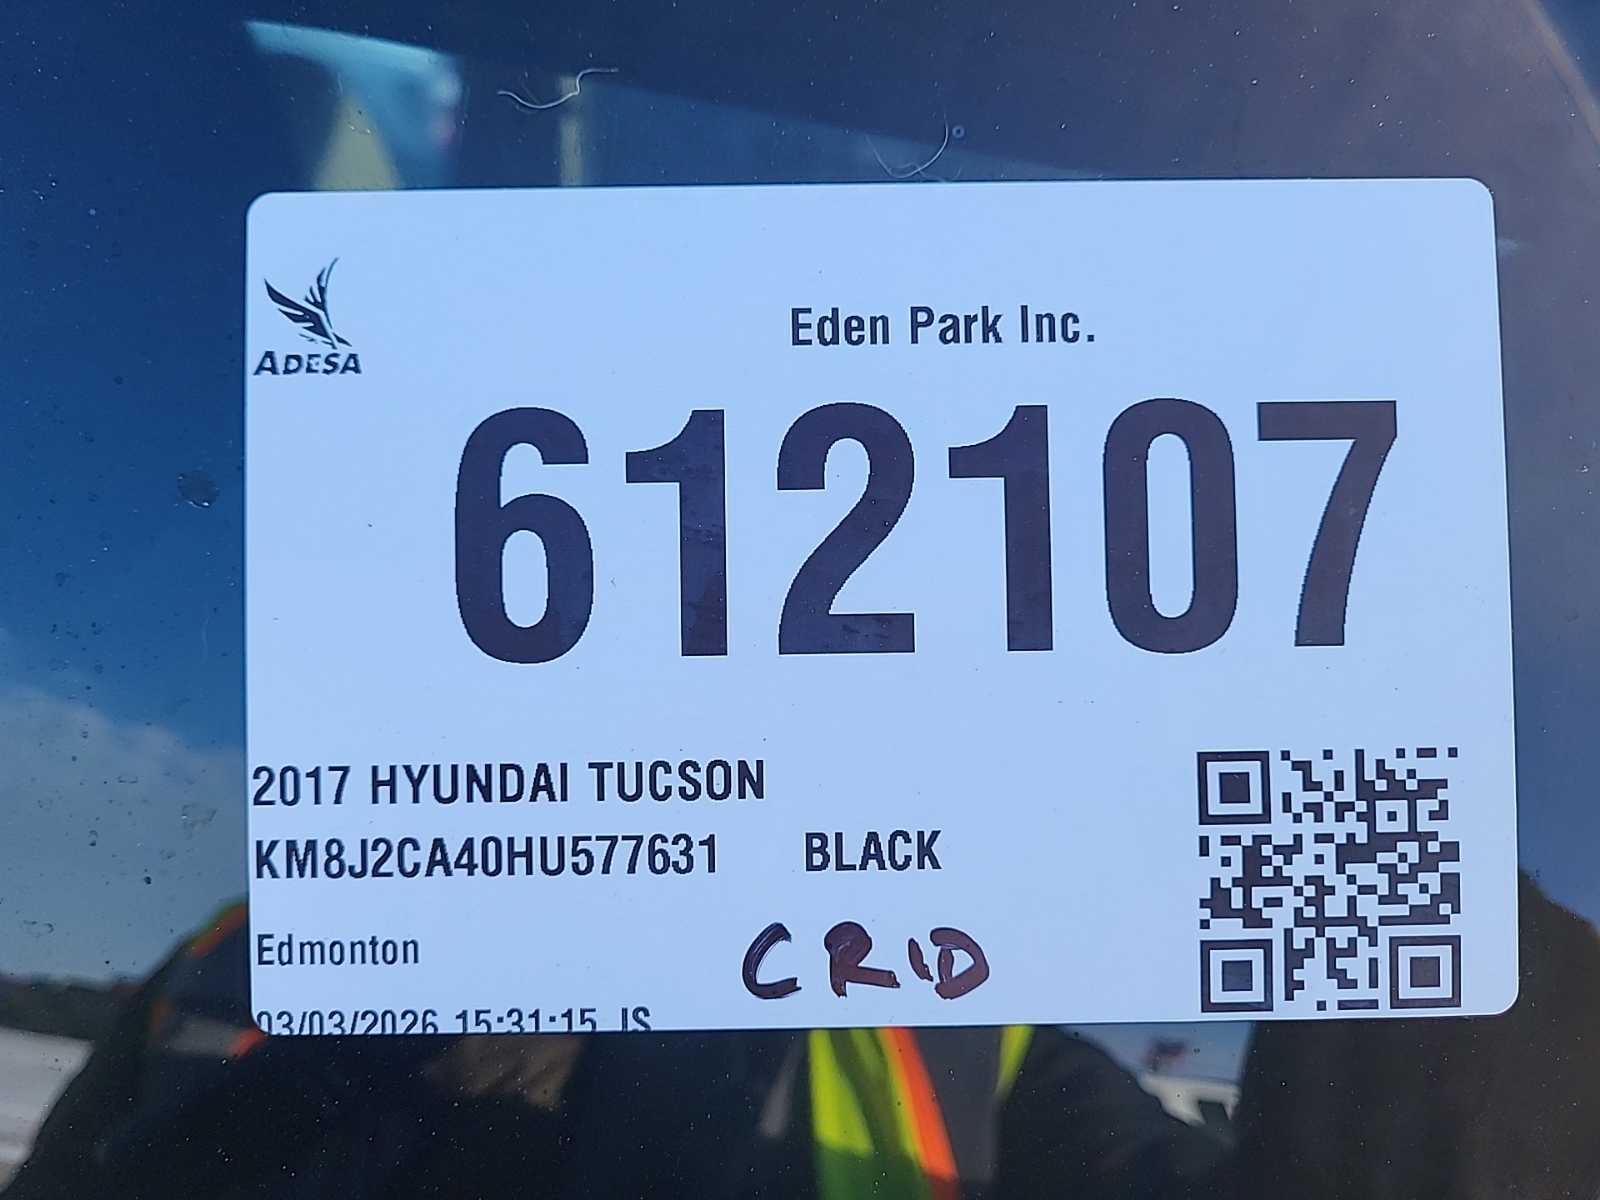 ADESA
Eden Park Inc.
612107
2017 HYUNDAI TUCSON
KM8J2CA40HU577631 BLACK
Edmonton
CRID
03/03/2026 15:31:15 JS